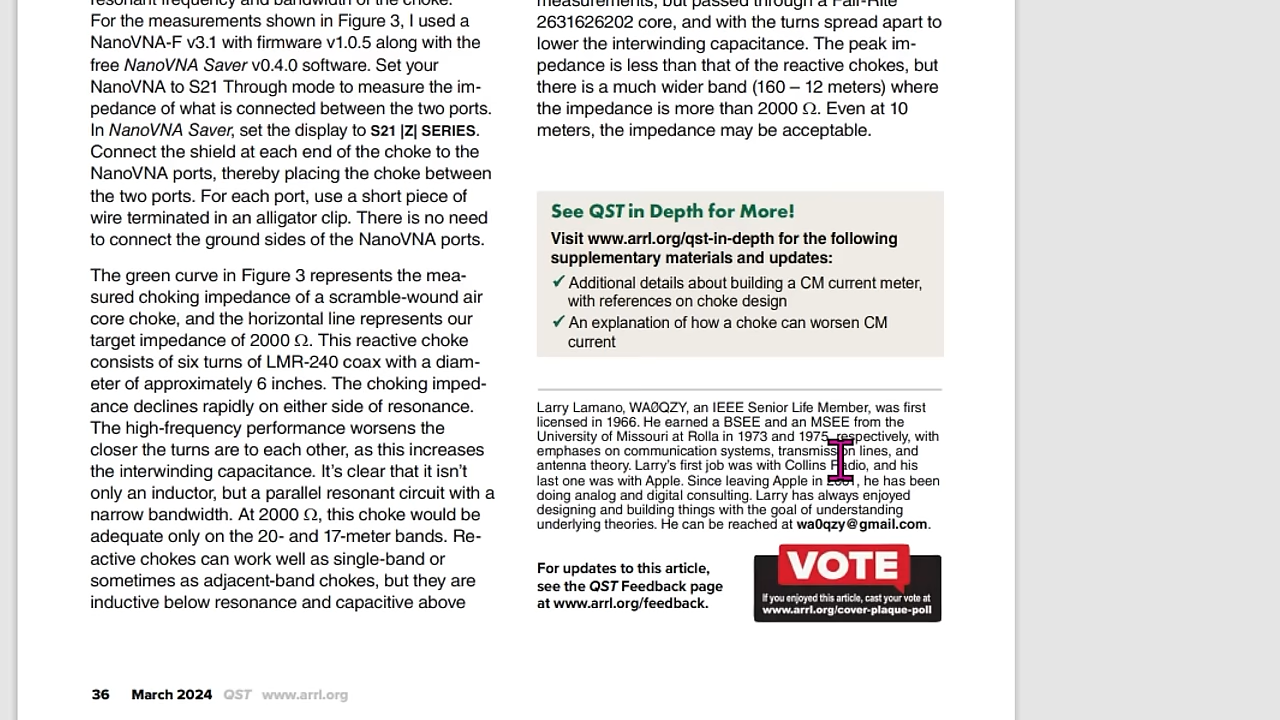 resonant frequency and bandwidth of the choke.
For the measurements shown in Figure 3, I used a
NanoVNA-F v3.1 with firmware v1.0.5 along with the
free NanoVNA Saver v0.4.0 software. Set your
NanoVNA to S21 Through mode to measure the im-
pedance of what is connected between the two ports.
In NanoVNA Saver, set the display to S21 |Z| SERIES.
Connect the shield at each end of the choke to the
NanoVNA ports, thereby placing the choke between
the two ports. For each port, use a short piece of
wire terminated in an alligator clip. There is no need
to connect the ground sides of the NanoVNA ports.
The green curve in Figure 3 represents the mea-
sured choking impedance of a scramble-wound air
core choke, and the horizontal line represents our
target impedance of 2000 Ω. This reactive choke
consists of six turns of LMR-240 coax with a diam-
eter of approximately 6 inches. The choking imped-
ance declines rapidly on either side of resonance.
The high-frequency performance worsens the
closer the turns are to each other, as this increases
the interwinding capacitance. It's clear that it isn't
only an inductor, but a parallel resonant circuit with a
narrow bandwidth. At 2000 Ω, this choke would be
adequate only on the 20- and 17-meter bands. Re-
active chokes can work well as single-band or
sometimes as adjacent-band chokes, but they are
inductive below resonance and capacitive above
measurements, but passed through a Fair-Rite
2631626202 core, and with the turns spread apart to
lower the interwinding capacitance. The peak im-
pedance is less than that of the reactive chokes, but
there is a much wider band (160 – 12 meters) where
the impedance is more than 2000 Ω. Even at 10
meters, the impedance may be acceptable.
See QST in Depth for More!
Visit www.arrl.org/qst-in-depth for the following
supplementary materials and updates:
✓ Additional details about building a CM current meter,
with references on choke design
✓ An explanation of how a choke can worsen CM
current
Larry Lamano, WA0QZY, an IEEE Senior Life Member, was first
licensed in 1966. He earned a BSEE and an MSEE from the
University of Missouri at Rolla in 1973 and 1975, respectively, with
emphases on communication systems, transmission lines, and
antenna theory. Larry's first job was with Collins Radio, and his
last one was with Apple. Since leaving Apple in 2001, he has been
doing analog and digital consulting. Larry has always enjoyed
designing and building things with the goal of understanding
underlying theories. He can be reached at wa0qzy@gmail.com.
For updates to this article,
see the QST Feedback page
at www.arrl.org/feedback.
VOTE
If you enjoyed this article, cast your vote at
www.arrl.org/cover-plaque-poll
36 March 2024 QST www.arrl.org